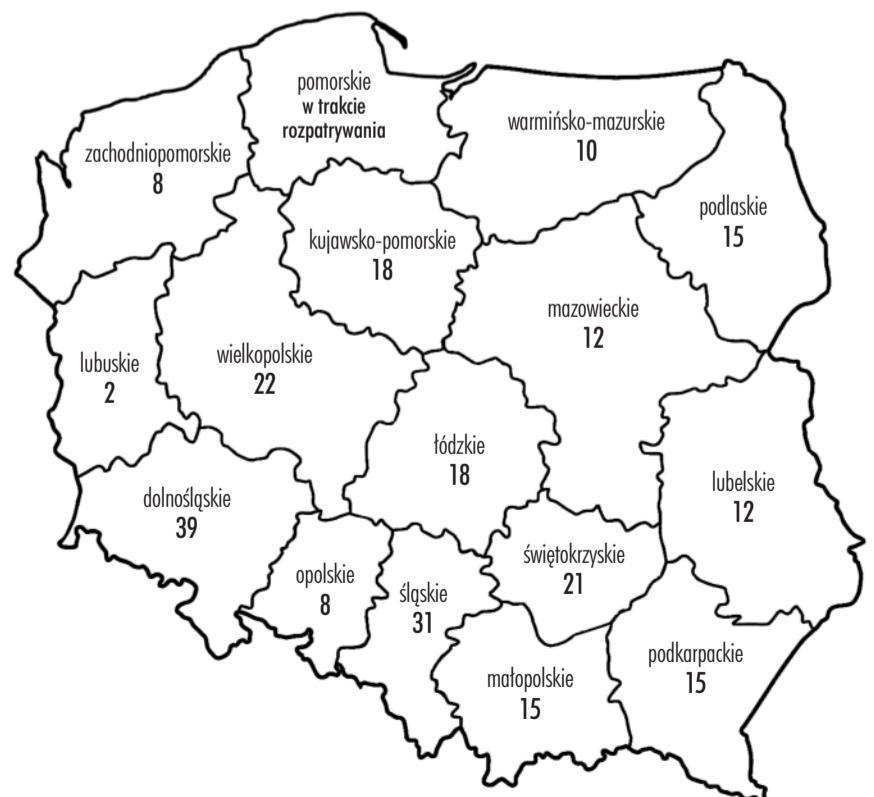 pomorskie
w trakcie
rozpatrywania
warmińsko-mazurskie
10
zachodniopomorskie
8
podlaskie
15
kujawsko-pomorskie
18
mazowieckie
12
lubuskie
2
wielkopolskie
22
łódzkie
18
lubelskie
12
dolnośląskie
39
świętokrzyskie
21
opolskie
8
śląskie
31
podkarpackie
15
małopolskie
15